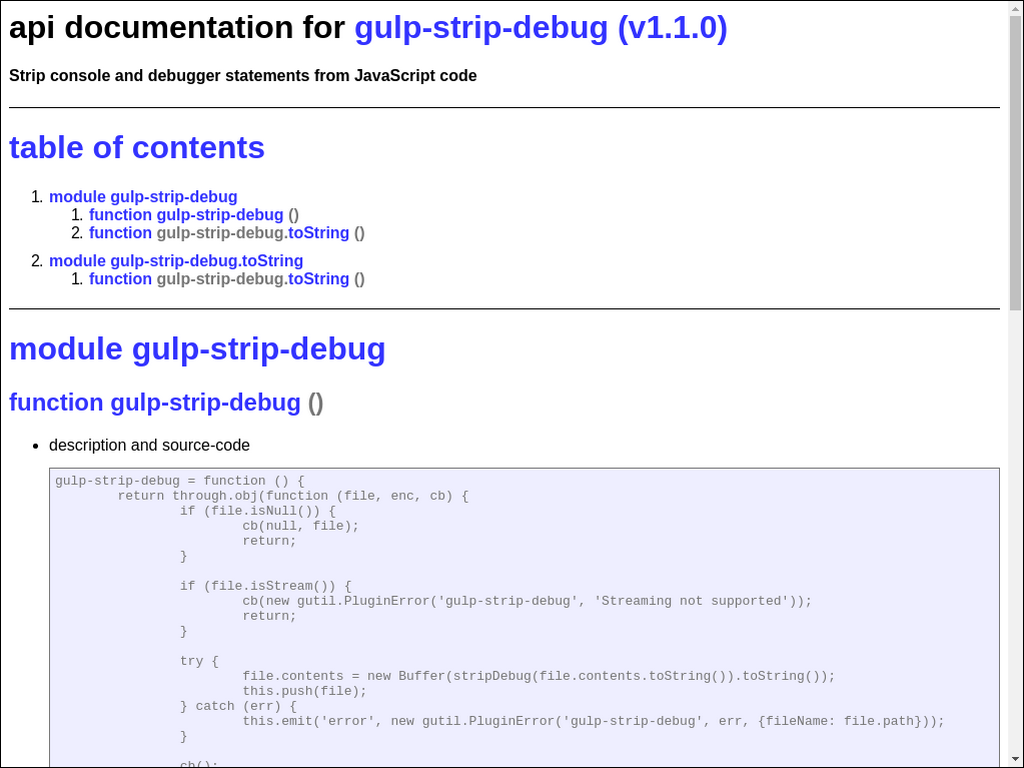 api documentation for gulp-strip-debug (v1.1.0)
Strip console and debugger statements from JavaScript code
table of contents
1. module gulp-strip-debug
1. function gulp-strip-debug ()
2. function gulp-strip-debug.toString ()
2. module gulp-strip-debug.toString
1. function gulp-strip-debug.toString ()
module gulp-strip-debug
function gulp-strip-debug ()
• description and source-code
gulp-strip-debug = function () {
return through.obj(function (file, enc, cb) {
if (file.isNull()) {
cb(null, file);
return;
}
if (file.isStream()) {
cb(new gutil.PluginError('gulp-strip-debug', 'Streaming not supported'));
return;
}
try {
file.contents = new Buffer(stripDebug(file.contents.toString()).toString());
this.push(file);
} catch (err) {
this.emit('error', new gutil.PluginError('gulp-strip-debug', err, {fileName: file.path}));
}
cb();